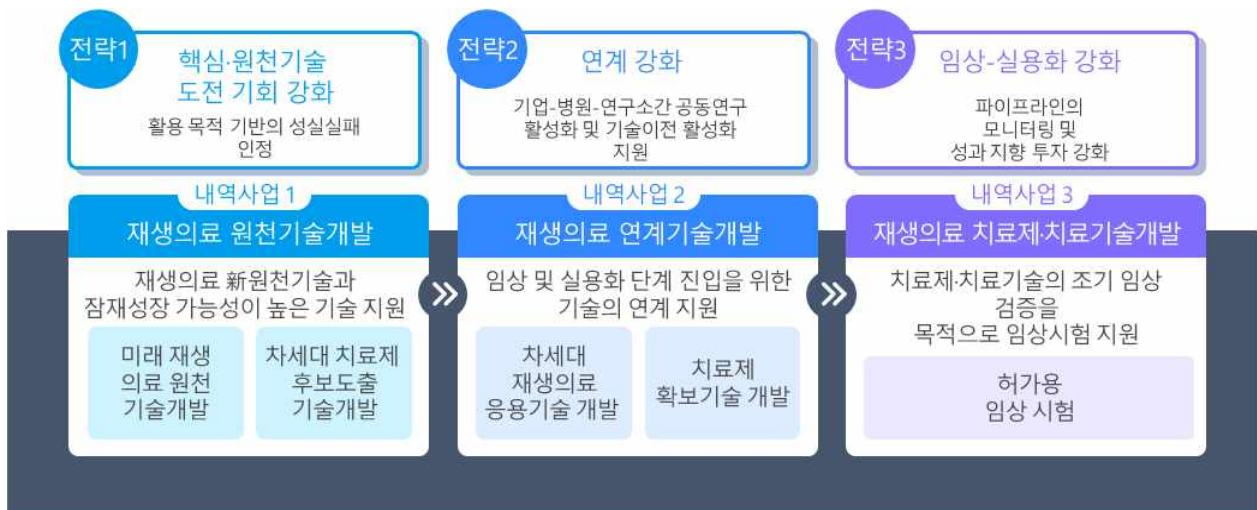 전략1
핵심·원천기술
도전 기회 강화
활용 목적 기반의 성실실패
인정
내역사업 1
재생의료 원천기술개발
재생의료 新원천기술과
잠재성장 가능성이 높은 기술 지원
미래 재생
의료 원천
기술개발
차세대 치료제
후보도출
기술개발
전략2
연계 강화
기업-병원-연구소간 공동연구
활성화 및 기술이전 활성화
지원
내역사업 2
재생의료 연계기술개발
임상 및 실용화 단계 진입을 위한
기술의 연계 지원
차세대
재생의료
응용기술 개발
치료제
확보기술 개발
전략3
임상-실용화 강화
파이프라인의
모니터링 및
성과 지향 투자 강화
내역사업 3
재생의료 치료제·치료기술개발
치료제·치료기술의 조기 임상
검증을
목적으로 임상시험 지원
허가용
임상 시험